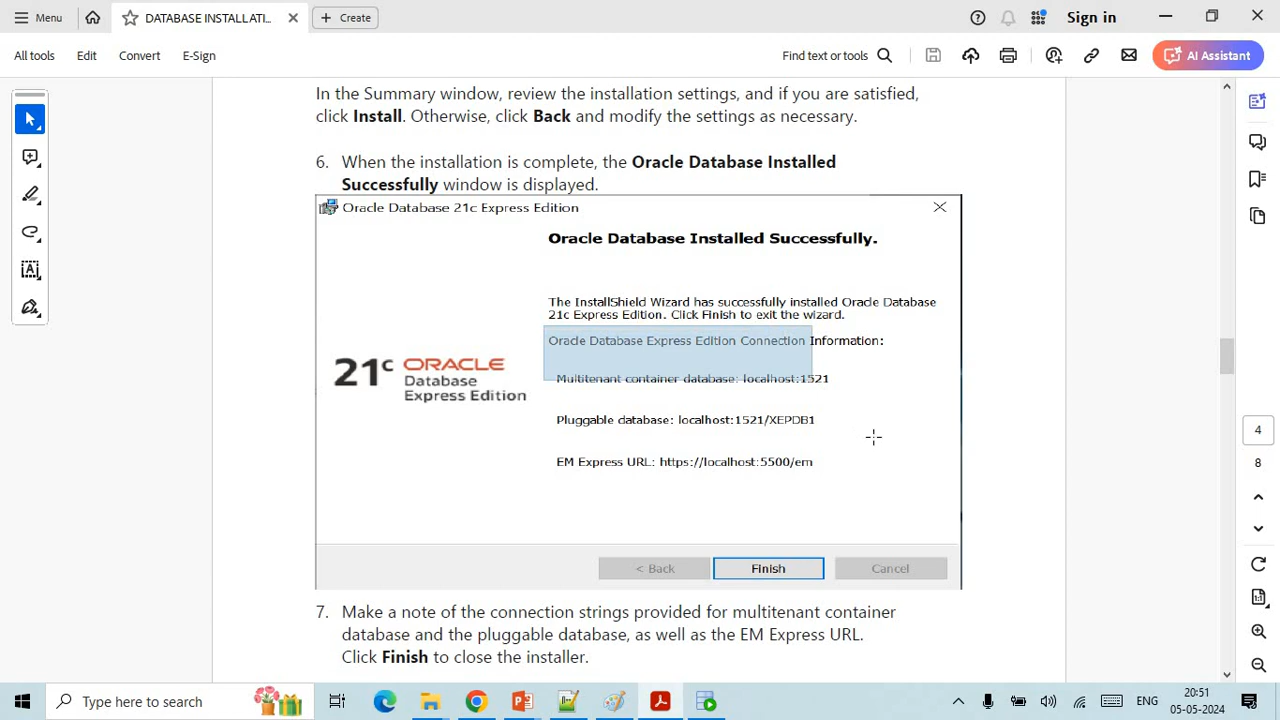 Menu
DATABASE INSTALLATI...
Create
Sign in
All tools
Edit
Convert
E-Sign
Find text or tools
AI Assistant
In the Summary window, review the installation settings, and if you are satisfied,
click Install. Otherwise, click Back and modify the settings as necessary.
6. When the installation is complete, the Oracle Database Installed
Successfully window is displayed.
Oracle Database 21c Express Edition
Oracle Database Installed Successfully.
The InstallShield Wizard has successfully installed Oracle Database
21c Express Edition. Click Finish to exit the wizard.
Oracle Database Express Edition Connection Information:
Multitenant container database: localhost:1521
Pluggable database: localhost:1521/XEPDB1
EM Express URL: https://localhost:5500/em
21c ORACLE
Database
Express Edition
< Back
Finish
Cancel
7. Make a note of the connection strings provided for multitenant container
database and the pluggable database, as well as the EM Express URL.
Click Finish to close the installer.
4
8
Type here to search
ENG
20:51
05-05-2024